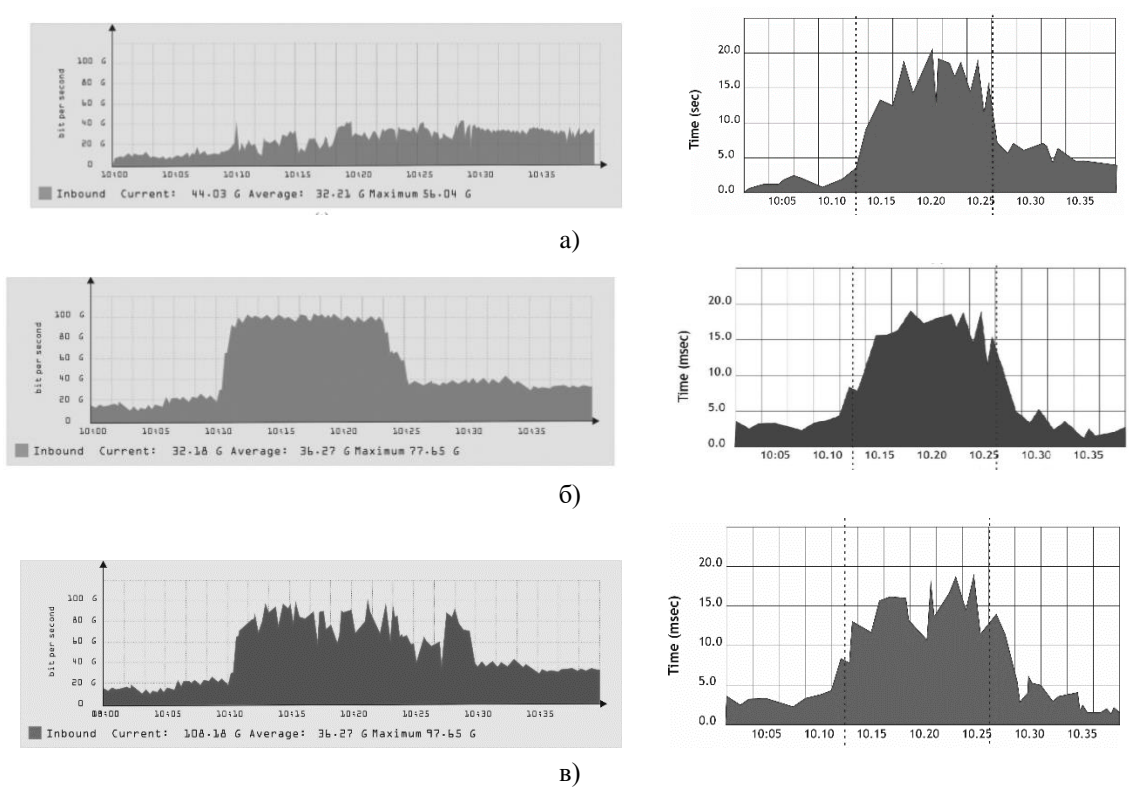 bit per second
100 G
80 G
60 G
40 G
20 G
0
10:00 10:05 10:10 10:15 10:20 10:25 10:30 10:35
Inbound Current: 44.03 G Average: 32.21 G Maximum 56.04 G
Time (sec)
20.0
15.0
10.0
5.0
0.0
10:05 10.10 10.15 10.20 10.25 10.30 10.35
а)
bit per second
100 G
80 G
60 G
40 G
20 G
0
10:00 10:05 10:10 10:15 10:20 10:25 10:30 10:35
Inbound Current: 32.18 G Average: 36.27 G Maximum 77.65 G
Time (msec)
20.0
15.0
10.0
5.0
0.0
10:05 10.10 10.15 10.20 10.25 10.30 10.35
б)
bit per second
100 G
80 G
60 G
40 G
20 G
0
10:05 10:10 10:15 10:20 10:25 10:30 10:35
Inbound Current: 108.18 G Average: 36.27 G Maximum 97.65 G
Time (msec)
20.0
15.0
10.0
5.0
0.0
10:05 10.10 10.15 10.20 10.25 10.30 10.35
в)